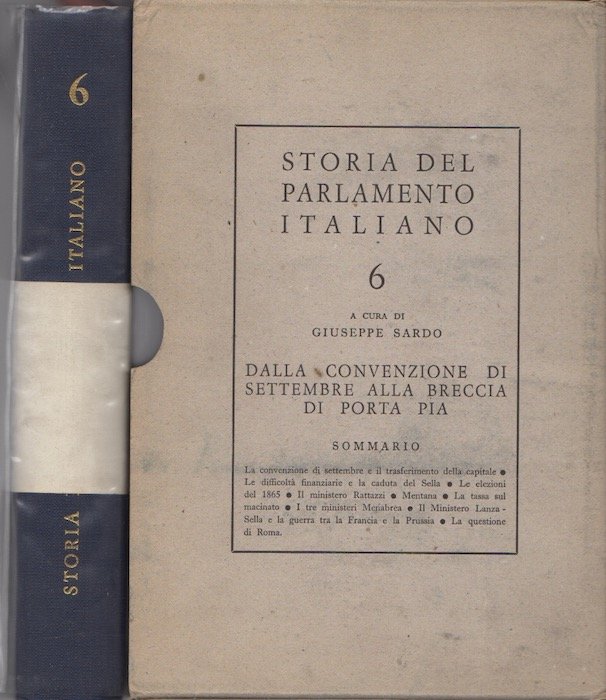 6
ITALIANO
STORIA
STORIA DEL
PARLAMENTO
ITALIANO
6
A CURA DI
GIUSEPPE SARDO
DALLA CONVENZIONE DI
SETTEMBRE ALLA BRECCIA
DI PORTA PIA
SOMMARIO
La convenzione di settembre e il trasferimento della capitale ●
Le difficoltà finanziarie e la caduta del Sella ● Le elezioni
del 1865 ● Il ministero Rattazzi ● Mentana ● La tassa sul
macinato ● I tre ministeri Menabrea ● Il Ministero Lanza-
Sella e la guerra tra la Francia e la Prussia ● La questione
di Roma.